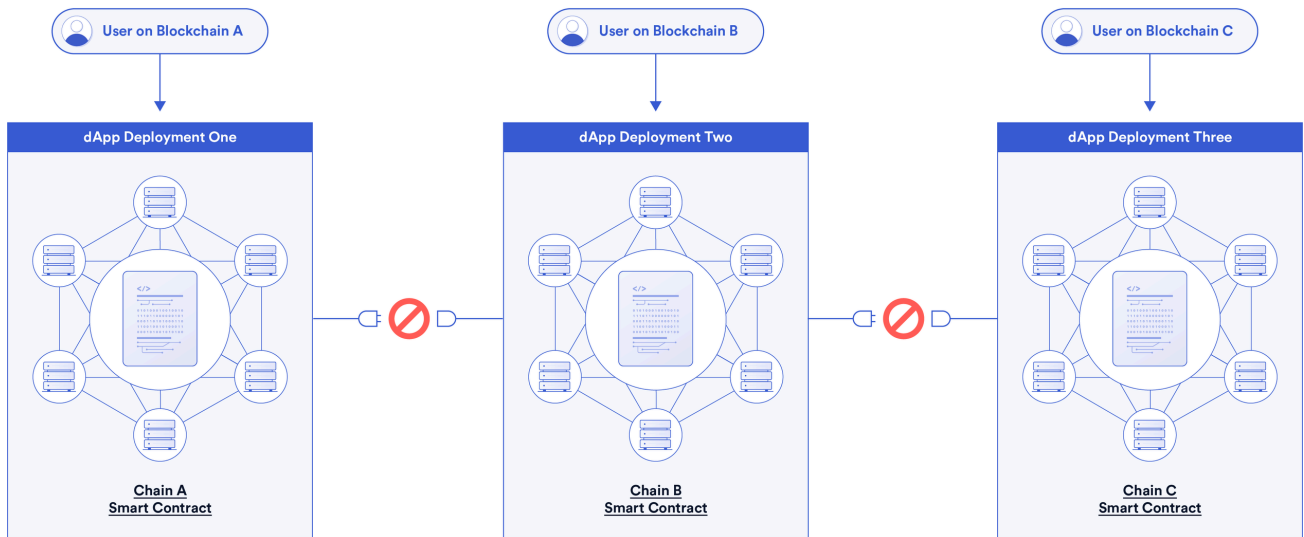 User on Blockchain A
User on Blockchain B
User on Blockchain C
dApp Deployment One
dApp Deployment Two
dApp Deployment Three
</>
</>
</>
Chain A
Smart Contract
Chain B
Smart Contract
Chain C
Smart Contract